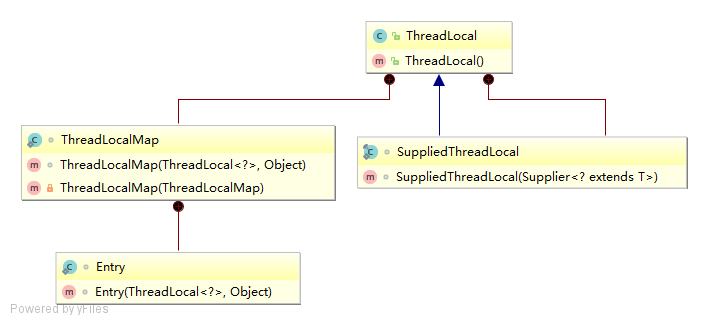 ThreadLocal
ThreadLocal()
ThreadLocalMap
ThreadLocalMap(ThreadLocal<?>, Object)
ThreadLocalMap(ThreadLocalMap)
SuppliedThreadLocal
SuppliedThreadLocal(Supplier<? extends T>)
Entry
Entry(ThreadLocal<?>, Object)
Powered by yFiles